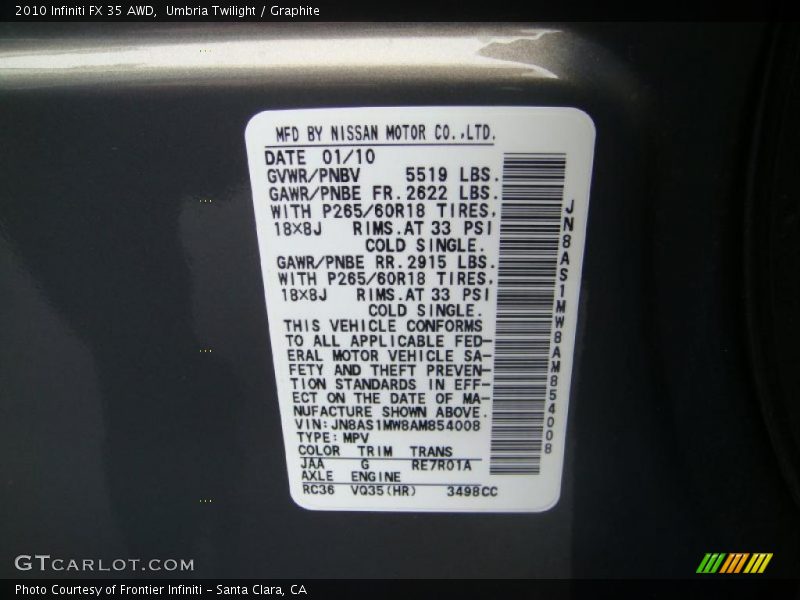 2010 Infiniti FX 35 AWD,  Umbria Twilight / Graphite
MFD BY NISSAN MOTOR CO.,LTD.
DATE 01/10
GVWR/PNBV 5519 LBS.
GAWR/PNBE FR.2622 LBS.
WITH P265/60R18 TIRES,
18×8J RIMS.AT 33 PSI
COLD SINGLE.
GAWR/PNBE RR.2915 LBS.
WITH P265/60R18 TIRES,
18×8J RIMS.AT 33 PSI
COLD SINGLE.
THIS VEHICLE CONFORMS
TO ALL APPLICABLE FED-
ERAL MOTOR VEHICLE SA-
FETY AND THEFT PREVEN-
TION STANDARDS IN EFF-
ECT ON THE DATE OF MA-
NUFACTURE SHOWN ABOVE.
VIN:JN8AS1MW8AM854008
TYPE:MPV
COLOR TRIM TRANS
JAA G RE7R01A
AXLE ENGINE
RC36 VQ35(HR) 3498CC
JN8AS1MW8AM854008
GTCARLOT.COM
Photo Courtesy of Frontier Infiniti - Santa Clara, CA